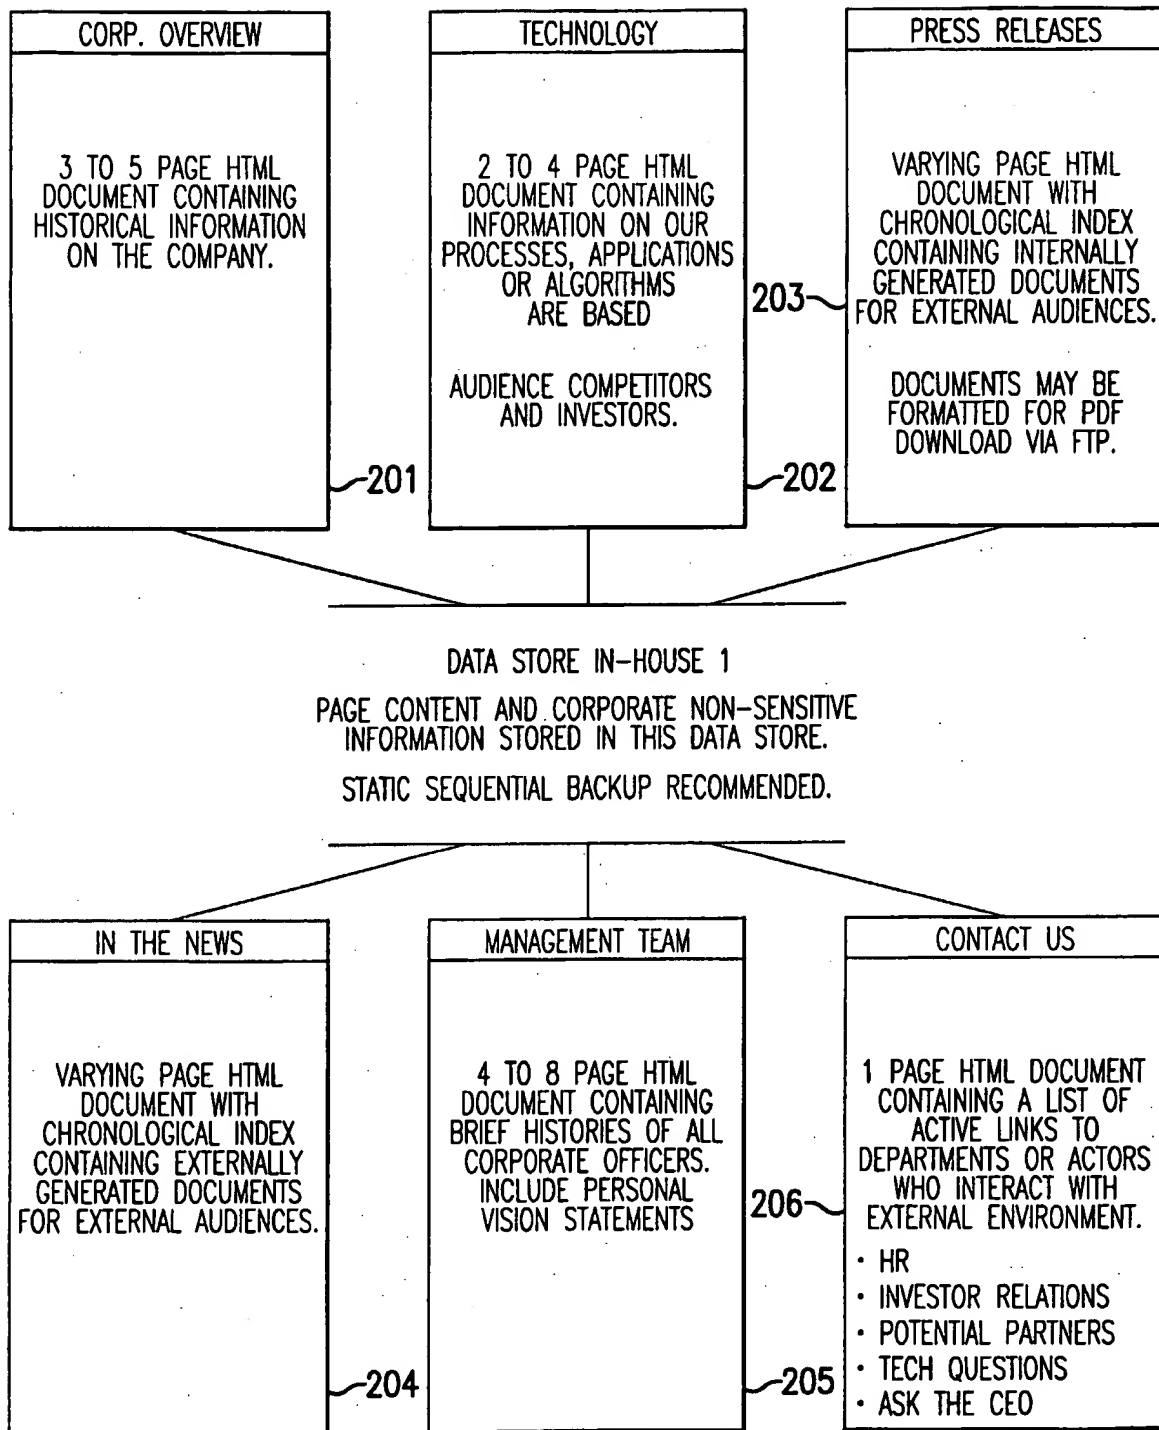 CORP. OVERVIEW
3 TO 5 PAGE HTML
DOCUMENT CONTAINING
HISTORICAL INFORMATION
ON THE COMPANY.
201
TECHNOLOGY
2 TO 4 PAGE HTML
DOCUMENT CONTAINING
INFORMATION ON OUR
PROCESSES, APPLICATIONS
OR ALGORITHMS
ARE BASED
AUDIENCE COMPETITORS
AND INVESTORS.
202
PRESS RELEASES
VARYING PAGE HTML
DOCUMENT WITH
CHRONOLOGICAL INDEX
CONTAINING INTERNALLY
GENERATED DOCUMENTS
FOR EXTERNAL AUDIENCES.
DOCUMENTS MAY BE
FORMATTED FOR PDF
DOWNLOAD VIA FTP.
203
DATA STORE IN-HOUSE 1
PAGE CONTENT AND CORPORATE NON-SENSITIVE
INFORMATION STORED IN THIS DATA STORE.
STATIC SEQUENTIAL BACKUP RECOMMENDED.
IN THE NEWS
VARYING PAGE HTML
DOCUMENT WITH
CHRONOLOGICAL INDEX
CONTAINING EXTERNALLY
GENERATED DOCUMENTS
FOR EXTERNAL AUDIENCES.
204
MANAGEMENT TEAM
4 TO 8 PAGE HTML
DOCUMENT CONTAINING
BRIEF HISTORIES OF ALL
CORPORATE OFFICERS.
INCLUDE PERSONAL
VISION STATEMENTS
205
CONTACT US
1 PAGE HTML DOCUMENT
CONTAINING A LIST OF
ACTIVE LINKS TO
DEPARTMENTS OR ACTORS
WHO INTERACT WITH
EXTERNAL ENVIRONMENT.
• HR
• INVESTOR RELATIONS
• POTENTIAL PARTNERS
• TECH QUESTIONS
• ASK THE CEO
206